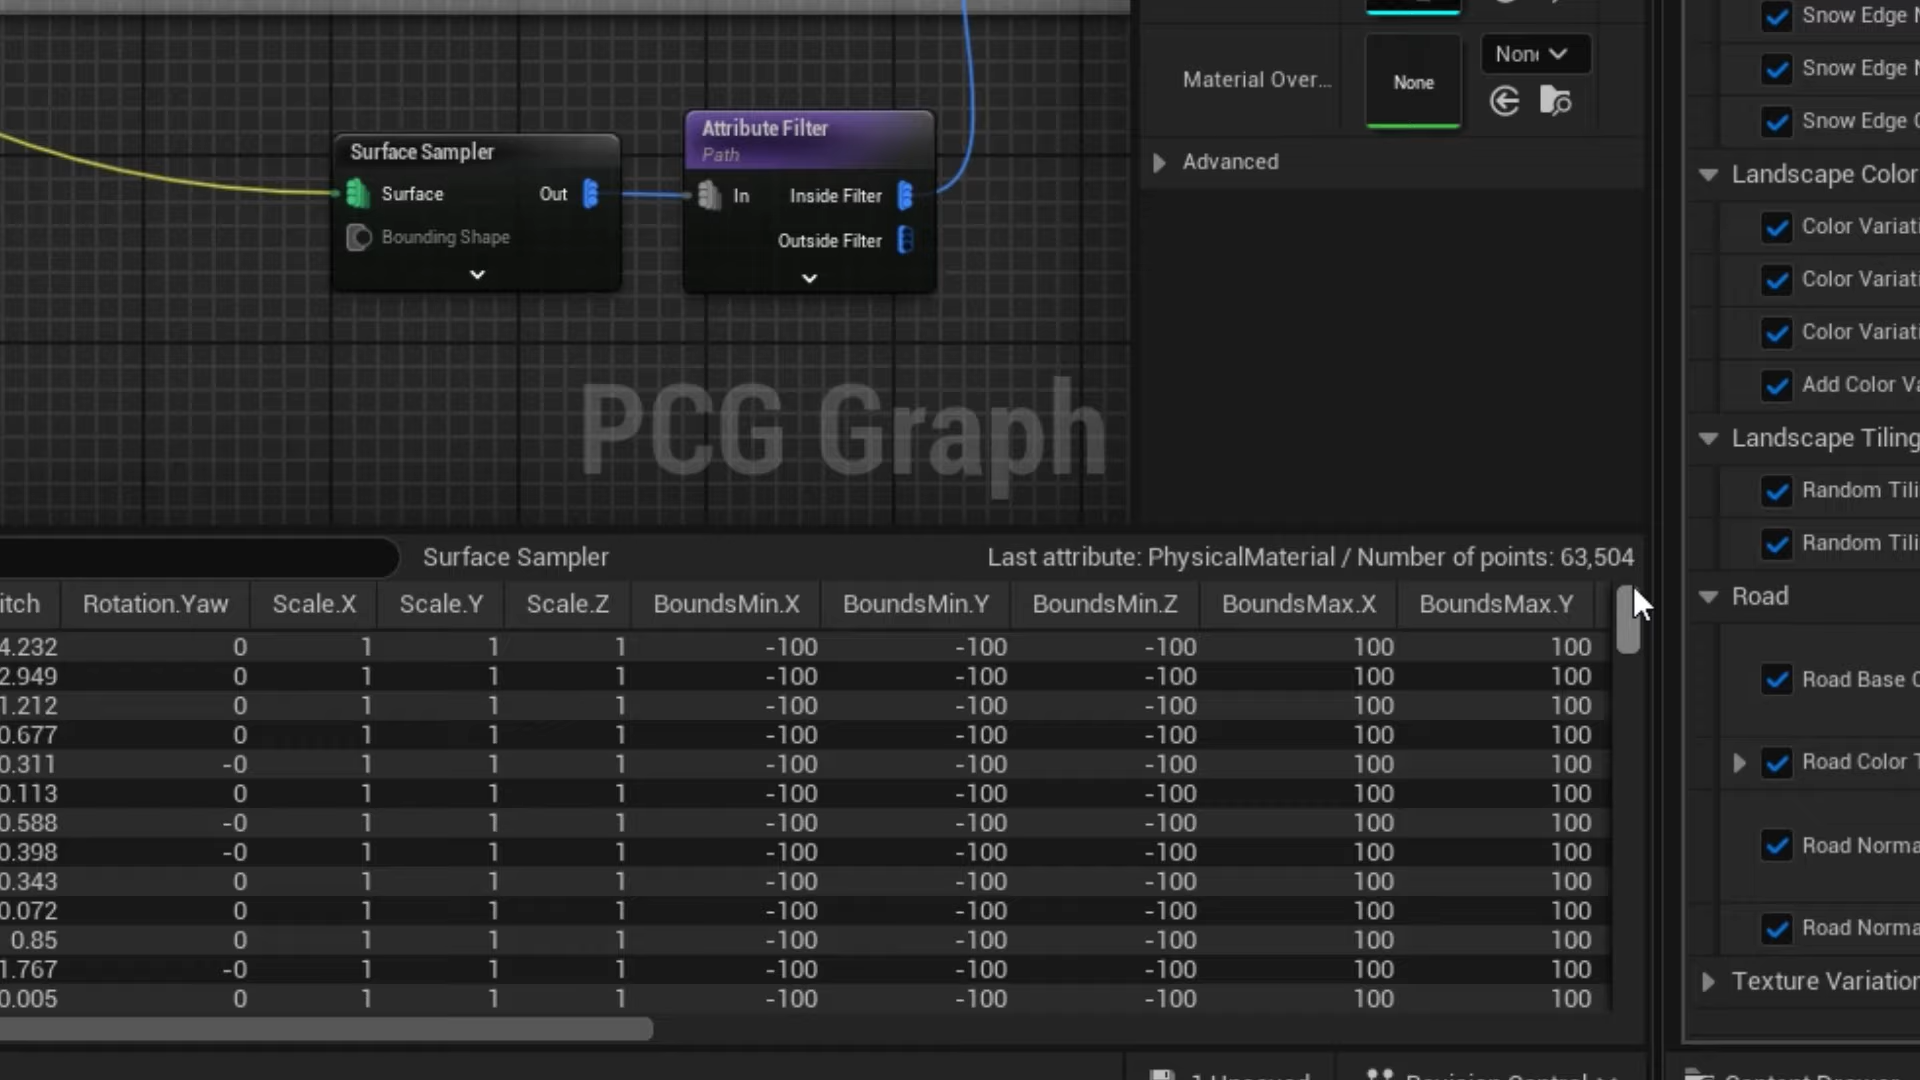 Surface Sampler
Surface
Out
Bounding Shape
Attribute Filter
Path
In
Inside Filter
Outside Filter
PCG Graph
Material Over...
None
None
Advanced
Snow Edge
Snow Edge
Snow Edge
Landscape Color
Color Variati
Color Variati
Color Variati
Add Color Va
Landscape Tiling
Random Tili
Random Tili
Road
Road Base C
Road Color T
Road Norma
Road Norma
Texture Variation
Surface Sampler
Last attribute: PhysicalMaterial / Number of points: 63,504
itch Rotation.Yaw Scale.X Scale.Y Scale.Z BoundsMin.X BoundsMin.Y BoundsMin.Z BoundsMax.X BoundsMax.Y
4.232 0 1 1 1 -100 -100 -100 100 100
2.949 0 1 1 1 -100 -100 -100 100 100
1.212 0 1 1 1 -100 -100 -100 100 100
0.677 0 1 1 1 -100 -100 -100 100 100
0.311 -0 1 1 1 -100 -100 -100 100 100
0.113 0 1 1 1 -100 -100 -100 100 100
0.588 -0 1 1 1 -100 -100 -100 100 100
0.398 -0 1 1 1 -100 -100 -100 100 100
0.343 0 1 1 1 -100 -100 -100 100 100
0.072 0 1 1 1 -100 -100 -100 100 100
0.85 0 1 1 1 -100 -100 -100 100 100
1.767 -0 1 1 1 -100 -100 -100 100 100
0.005 0 1 1 1 -100 -100 -100 100 100
1 Unsaved
Revision Control